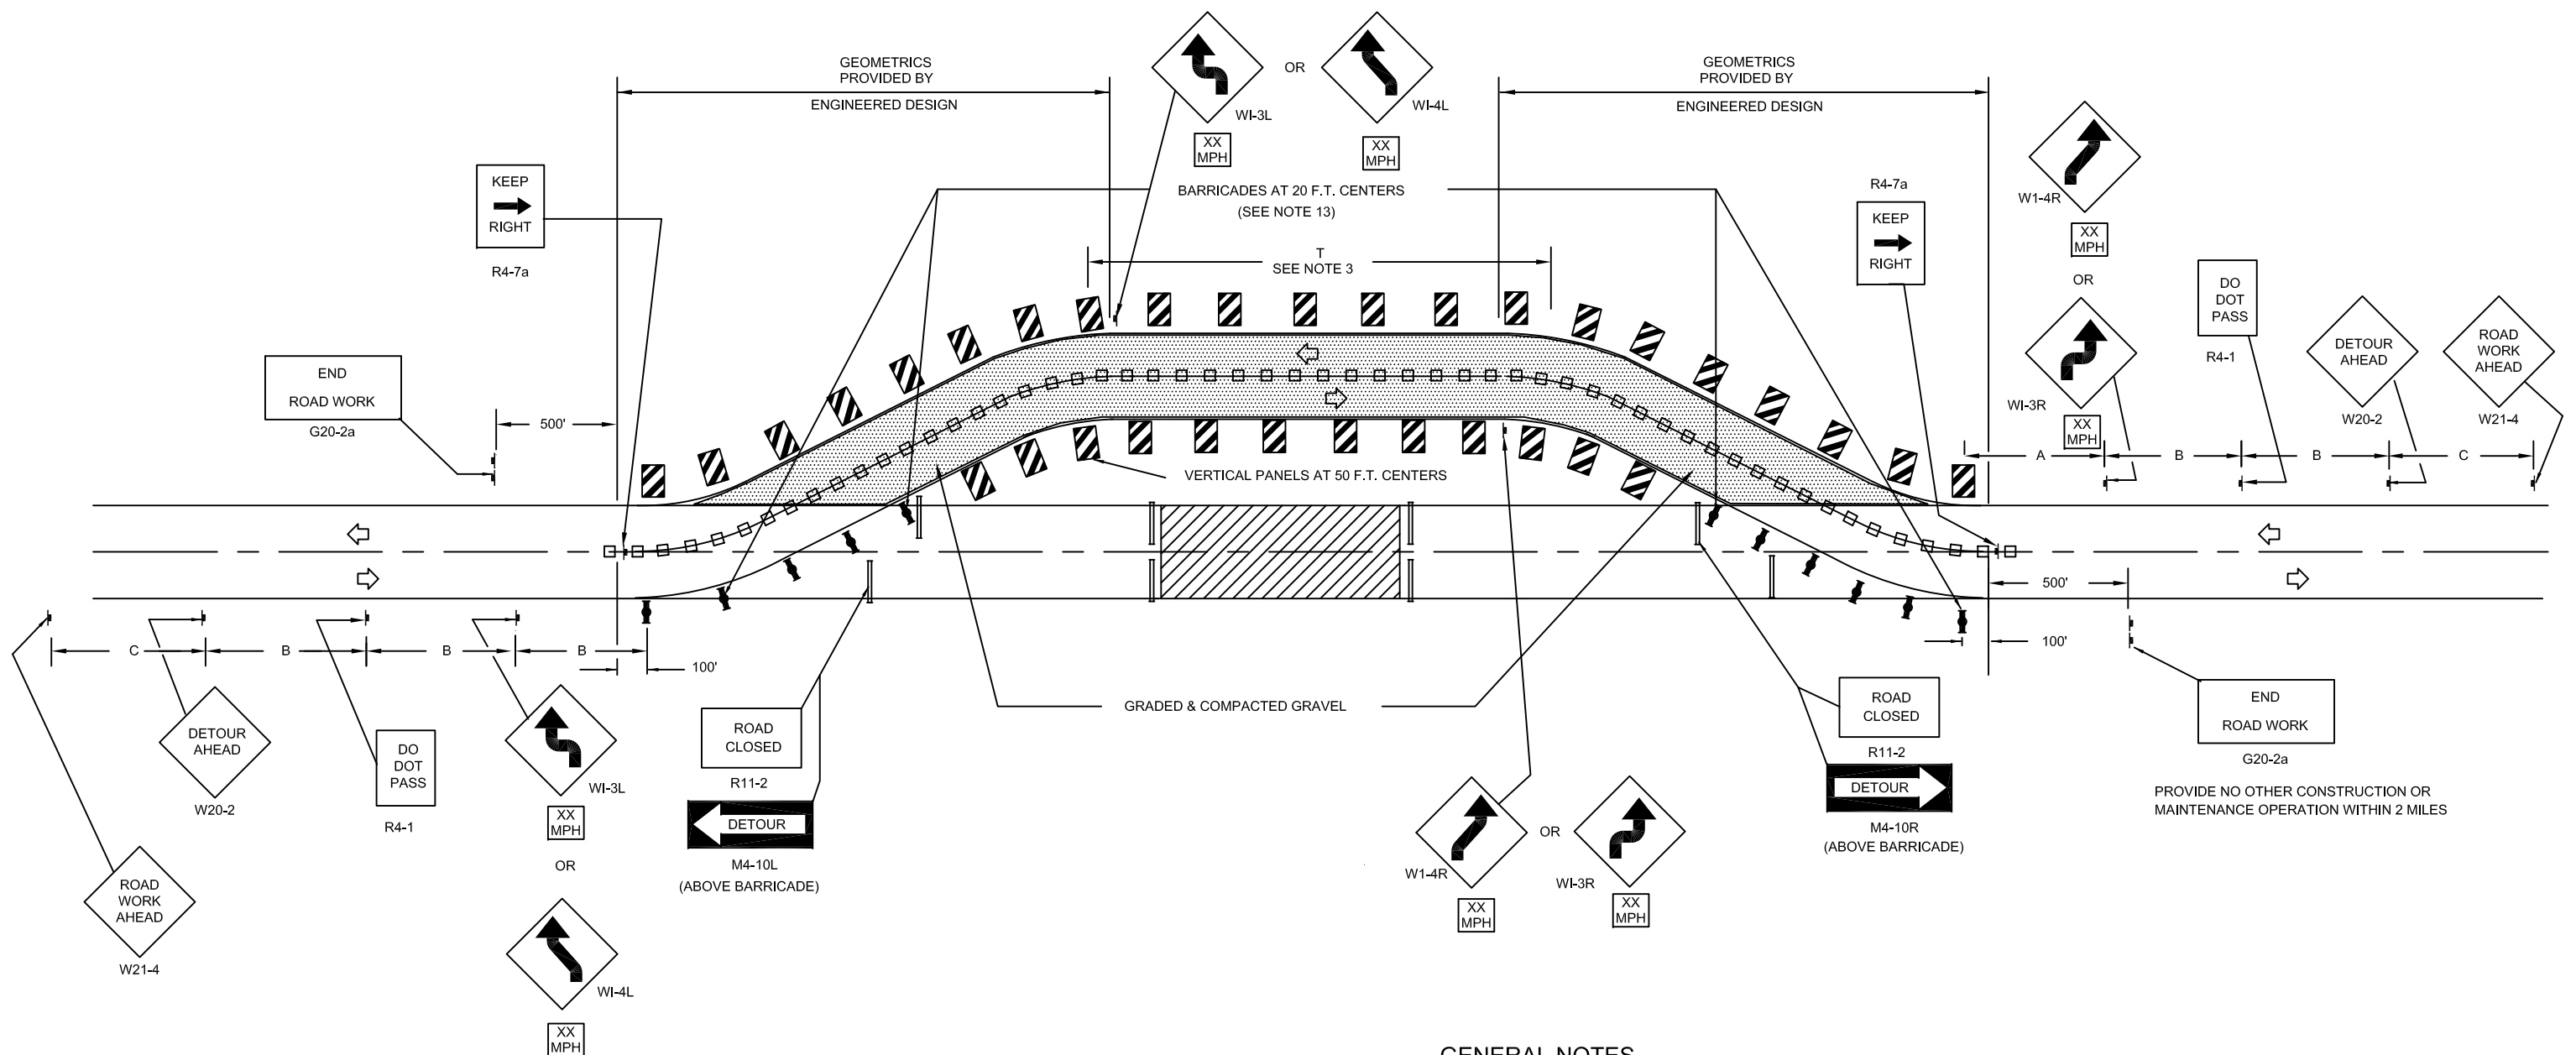 GEOMETRICS
PROVIDED BY
ENGINEERED DESIGN
OR
WI-3L
WI-4L
XX
MPH
XX
MPH
GEOMETRICS
PROVIDED BY
ENGINEERED DESIGN
W1-4R
XX
MPH
OR
WI-3R
XX
MPH
KEEP
RIGHT
R4-7a
BARRICADES AT 20 F.T. CENTERS
(SEE NOTE 13)
R4-7a
KEEP
RIGHT
T
SEE NOTE 3
DO
DOT
PASS
R4-1
DETOUR
AHEAD
W20-2
ROAD
WORK
AHEAD
W21-4
END
ROAD WORK
G20-2a
500'
VERTICAL PANELS AT 50 F.T. CENTERS
A
B
B
C
500'
100'
C
B
B
B
100'
GRADED & COMPACTED GRAVEL
DETOUR
AHEAD
W20-2
DO
DOT
PASS
R4-1
WI-3L
XX
MPH
OR
WI-4L
XX
MPH
ROAD
WORK
AHEAD
W21-4
ROAD
CLOSED
R11-2
DETOUR
M4-10L
(ABOVE BARRICADE)
W1-4R
XX
MPH
OR
WI-3R
XX
MPH
ROAD
CLOSED
R11-2
DETOUR
M4-10R
(ABOVE BARRICADE)
END
ROAD WORK
G20-2a
PROVIDE NO OTHER CONSTRUCTION OR
MAINTENANCE OPERATION WITHIN 2 MILES
GENERAL NOTES